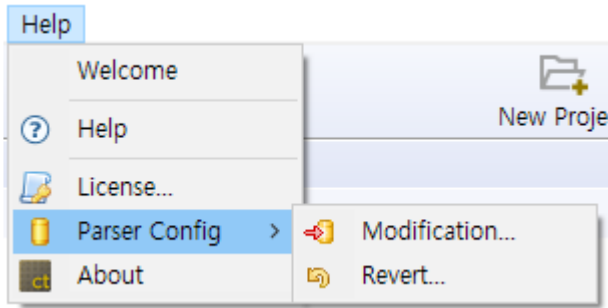 Help
Welcome
New Proje
Help
License...
Parser Config >
Modification...
ct About
Revert...